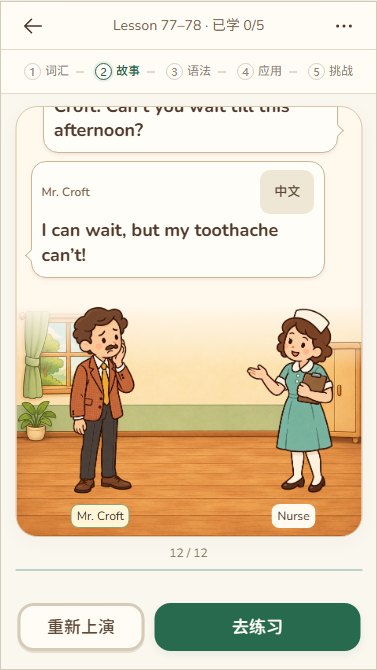 Lesson 77–78 · 已学 0/5
1 词汇 2 故事 3 语法 4 应用 5 挑战
Croft. Can't you wait till this
afternoon?
Mr. Croft
中文
I can wait, but my toothache
can't!
Mr. Croft
Nurse
12 / 12
重新上演
去练习